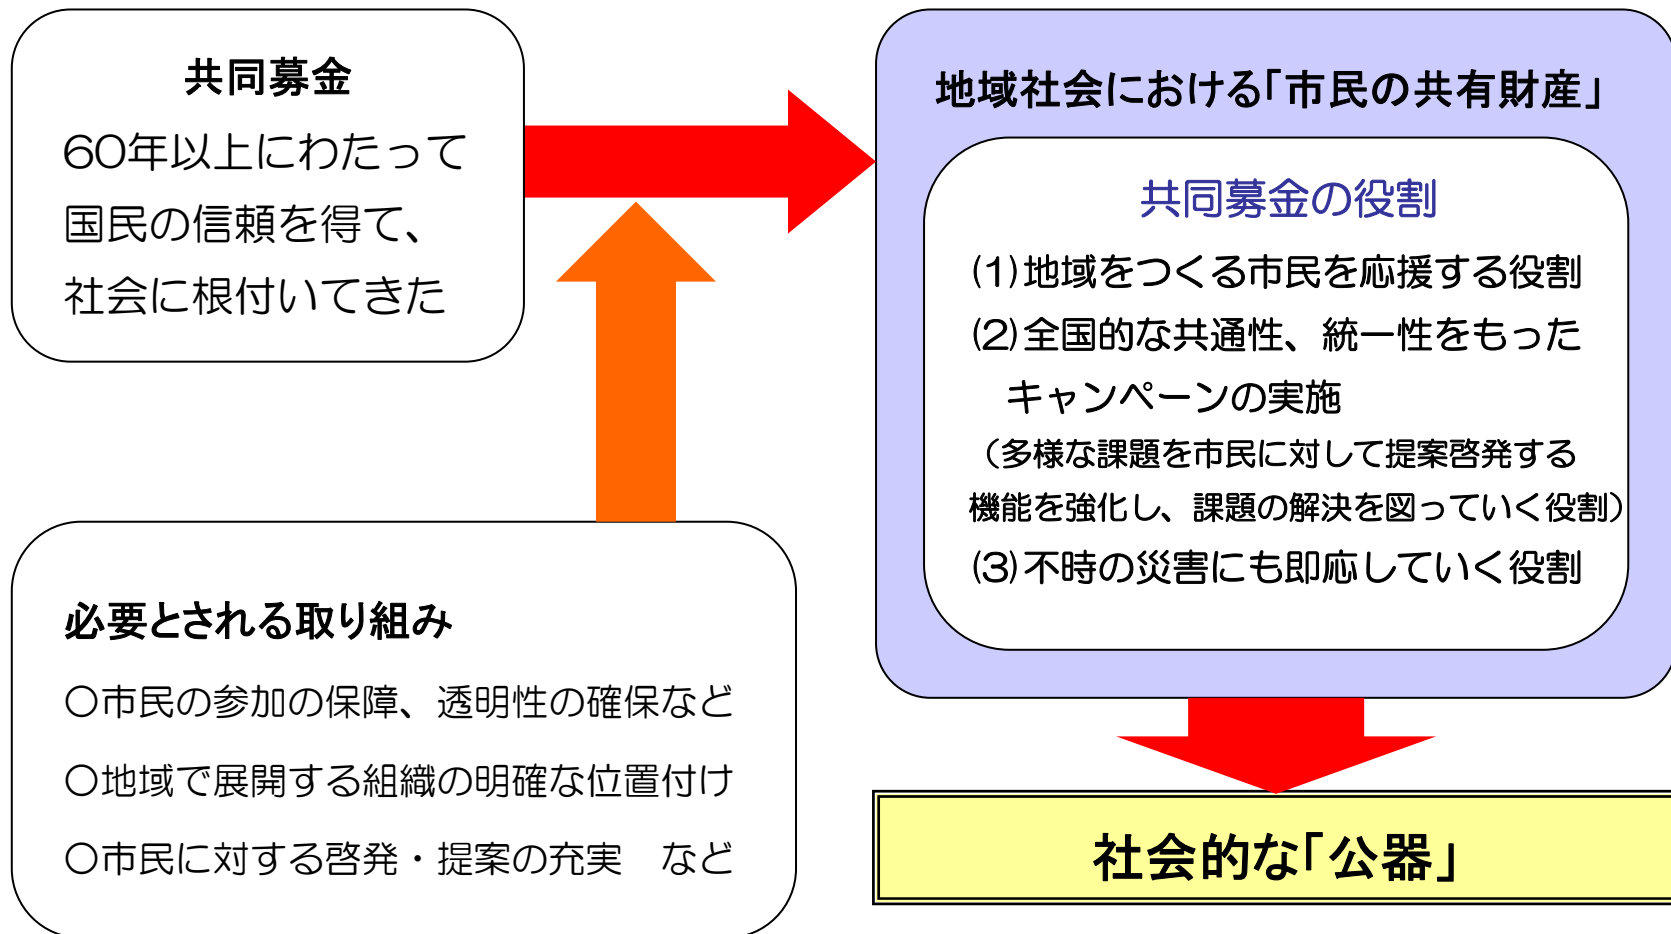 共同募金
60年以上にわたって
国民の信頼を得て、
社会に根付いてきた
必要とされる取り組み
○市民の参加の保障、透明性の確保など
○地域で展開する組織の明確な位置付け
○市民に対する啓発・提案の充実　など
地域社会における「市民の共有財産」
共同募金の役割
(1)地域をつくる市民を応援する役割
(2)全国的な共通性、統一性をもった
キャンペーンの実施
（多様な課題を市民に対して提案啓発する
機能を強化し、課題の解決を図っていく役割）
(3)不時の災害にも即応していく役割
社会的な「公器」